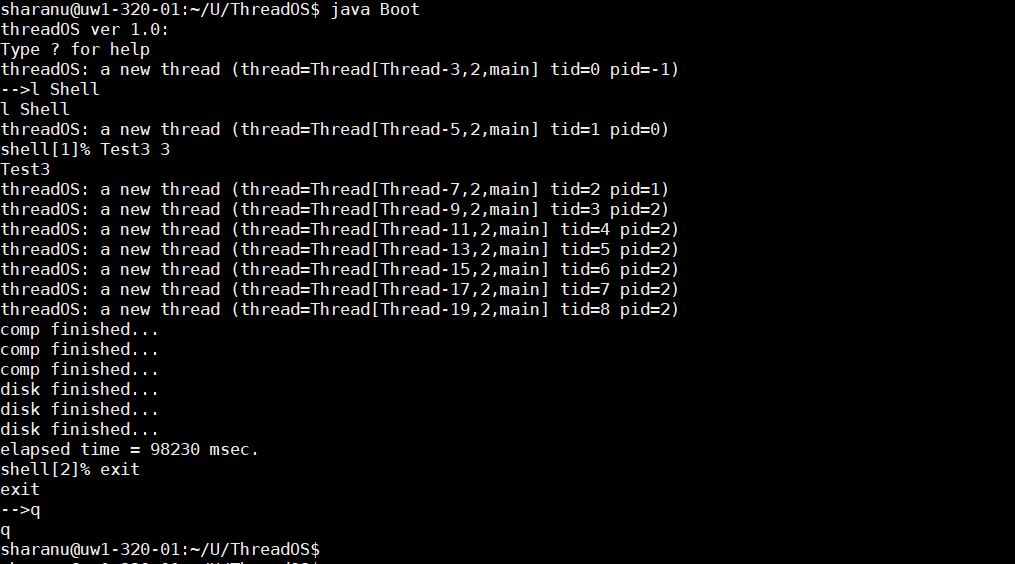 sharanu@uw1-320-01:~/U/ThreadOS$ java Boot
threadOS ver 1.0:
Type ? for help
threadOS: a new thread (thread=Thread[Thread-3,2,main] tid=0 pid=-1)
-->l Shell
l Shell
threadOS: a new thread (thread=Thread[Thread-5,2,main] tid=1 pid=0)
shell[1]% Test3 3
Test3
threadOS: a new thread (thread=Thread[Thread-7,2,main] tid=2 pid=1)
threadOS: a new thread (thread=Thread[Thread-9,2,main] tid=3 pid=2)
threadOS: a new thread (thread=Thread[Thread-11,2,main] tid=4 pid=2)
threadOS: a new thread (thread=Thread[Thread-13,2,main] tid=5 pid=2)
threadOS: a new thread (thread=Thread[Thread-15,2,main] tid=6 pid=2)
threadOS: a new thread (thread=Thread[Thread-17,2,main] tid=7 pid=2)
threadOS: a new thread (thread=Thread[Thread-19,2,main] tid=8 pid=2)
comp finished...
comp finished...
comp finished...
disk finished...
disk finished...
disk finished...
elapsed time = 98230 msec.
shell[2]% exit
exit
-->q
q
sharanu@uw1-320-01:~/U/ThreadOS$